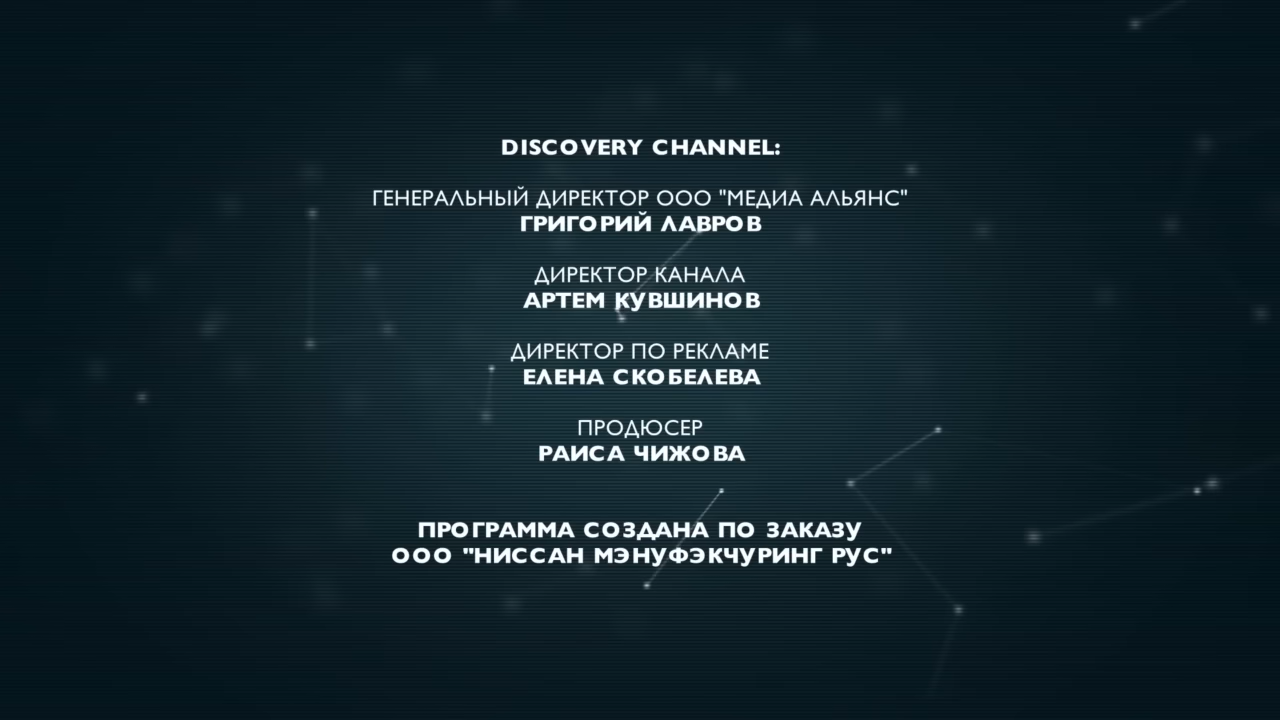 DISCOVERY CHANNEL:
ГЕНЕРАЛЬНЫЙ ДИРЕКТОР ООО "МЕДИА АЛЬЯНС"
ГРИГОРИЙ ЛАВРОВ
ДИРЕКТОР КАНАЛА
АРТЕМ КУВШИНОВ
ДИРЕКТОР ПО РЕКЛАМЕ
ЕЛЕНА СКОБЕЛЕВА
ПРОДЮСЕР
РАИСА ЧИЖОВА
ПРОГРАММА СОЗДАНА ПО ЗАКАЗУ
ООО "НИССАН МЭНУФЭКЧУРИНГ РУС"